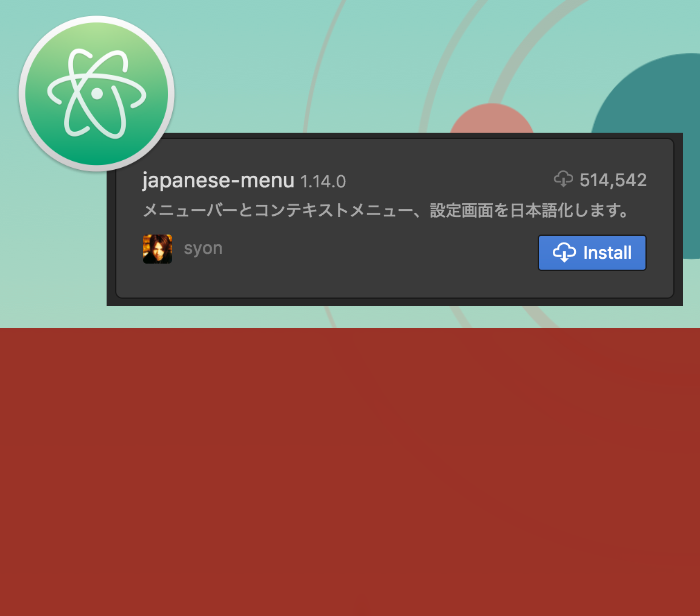 japanese-menu 1.14.0
514,542
メニューバーとコンテキストメニュー、設定画面を日本語化します。
syon
Install